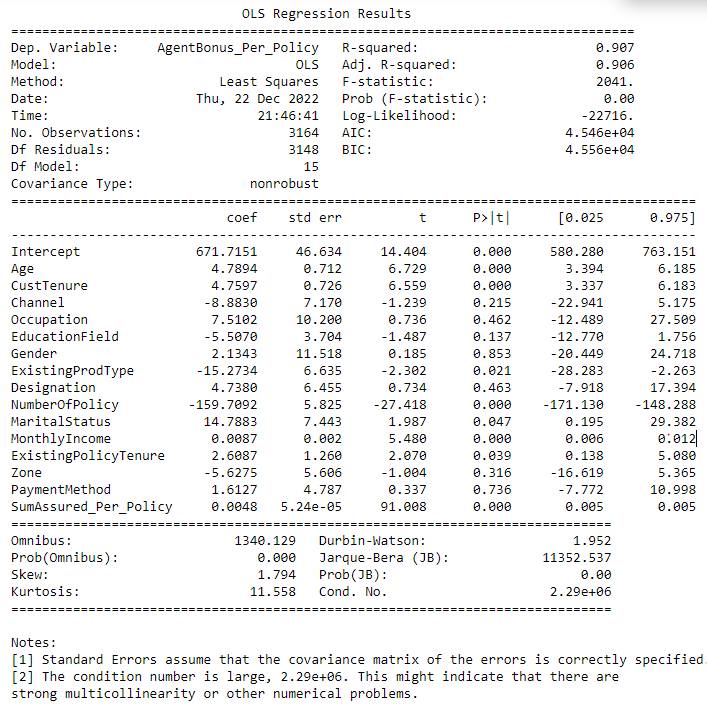 OLS Regression Results
==============================================================================
Dep. Variable:     AgentBonus_Per_Policy   R-squared:                       0.907
Model:                               OLS   Adj. R-squared:                  0.906
Method:                    Least Squares   F-statistic:                     2041.
Date:                   Thu, 22 Dec 2022   Prob (F-statistic):               0.00
Time:                           21:46:41   Log-Likelihood:                -22716.
No. Observations:                   3164   AIC:                         4.546e+04
Df Residuals:                       3148   BIC:                         4.556e+04
Df Model:                             15
Covariance Type:               nonrobust
========================================================================================
coef    std err          t      P>|t|      [0.025      0.975]
----------------------------------------------------------------------------------------
Intercept              671.7151     46.634     14.404      0.000     580.280     763.151
Age                      4.7894      0.712      6.729      0.000       3.394       6.185
CustTenure               4.7597      0.726      6.559      0.000       3.337       6.183
Channel                 -8.8830      7.170     -1.239      0.215     -22.941       5.175
Occupation               7.5102     10.200      0.736      0.462     -12.489      27.509
EducationField          -5.5070      3.704     -1.487      0.137     -12.770       1.756
Gender                   2.1343     11.518      0.185      0.853     -20.449      24.718
ExistingProdType       -15.2734      6.635     -2.302      0.021     -28.283      -2.263
Designation              4.7380      6.455      0.734      0.463      -7.918      17.394
NumberOfPolicy        -159.7092      5.825    -27.418      0.000    -171.130    -148.288
MaritalStatus           14.7883      7.443      1.987      0.047       0.195      29.382
MonthlyIncome            0.0087      0.002      5.480      0.000       0.006       0.012
ExistingPolicyTenure     2.6087      1.260      2.070      0.039       0.138       5.080
Zone                    -5.6275      5.606     -1.004      0.316     -16.619       5.365
PaymentMethod            1.6127      4.787      0.337      0.736      -7.772      10.998
SumAssured_Per_Policy    0.0048   5.24e-05     91.008      0.000       0.005       0.005
==============================================================================
Omnibus:                     1340.129   Durbin-Watson:                   1.952
Prob(Omnibus):                  0.000   Jarque-Bera (JB):            11352.537
Skew:                           1.794   Prob(JB):                         0.00
Kurtosis:                      11.558   Cond. No.                     2.29e+06
==============================================================================
Notes:
[1] Standard Errors assume that the covariance matrix of the errors is correctly specified.
[2] The condition number is large, 2.29e+06. This might indicate that there are
strong multicollinearity or other numerical problems.